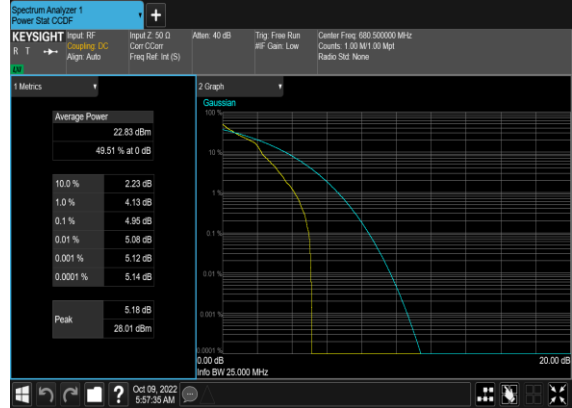 Spectrum Analyzer 1
Power Stat CCDF
KEYSIGHT
R T
Input: RF
Coupling: DC
Align: Auto
Input Z: 50 Ω
Corr CCorr
Freq Ref: Int (S)
Atten: 40 dB
Trig: Free Run
#IF Gain: Low
Center Freq: 680.500000 MHz
Counts: 1.00 M/1.00 Mpt
Radio Std: None
1 Metrics
Average Power
22.83 dBm
49.51 % at 0 dB
10.0 % 2.23 dB
1.0 % 4.13 dB
0.1 % 4.95 dB
0.01 % 5.08 dB
0.001 % 5.12 dB
0.0001 % 5.14 dB
Peak
5.18 dB
28.01 dBm
2 Graph
Gaussian
100 %
10 %
1 %
0.1 %
0.01 %
0.001 %
0.0001 %
0.00 dB 20.00 dB
Info BW 25.000 MHz
? Oct 09, 2022
5:57:35 AM